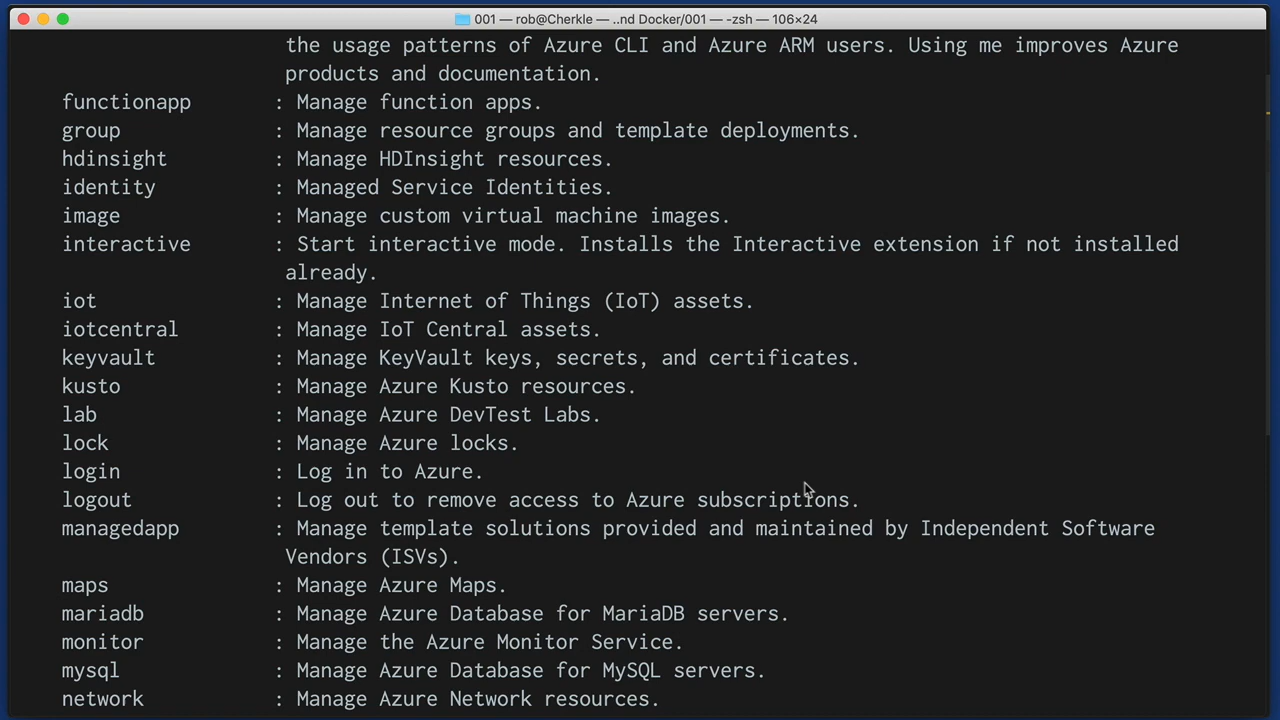 001 — rob@Cherkle — ..nd Docker/001 — -zsh — 106×24
the usage patterns of Azure CLI and Azure ARM users. Using me improves Azure
products and documentation.
functionapp : Manage function apps.
group : Manage resource groups and template deployments.
hdinsight : Manage HDInsight resources.
identity : Managed Service Identities.
image : Manage custom virtual machine images.
interactive : Start interactive mode. Installs the Interactive extension if not installed
already.
iot : Manage Internet of Things (IoT) assets.
iotcentral : Manage IoT Central assets.
keyvault : Manage KeyVault keys, secrets, and certificates.
kusto : Manage Azure Kusto resources.
lab : Manage Azure DevTest Labs.
lock : Manage Azure locks.
login : Log in to Azure.
logout : Log out to remove access to Azure subscriptions.
managedapp : Manage template solutions provided and maintained by Independent Software
Vendors (ISVs).
maps : Manage Azure Maps.
mariadb : Manage Azure Database for MariaDB servers.
monitor : Manage the Azure Monitor Service.
mysql : Manage Azure Database for MySQL servers.
network : Manage Azure Network resources.